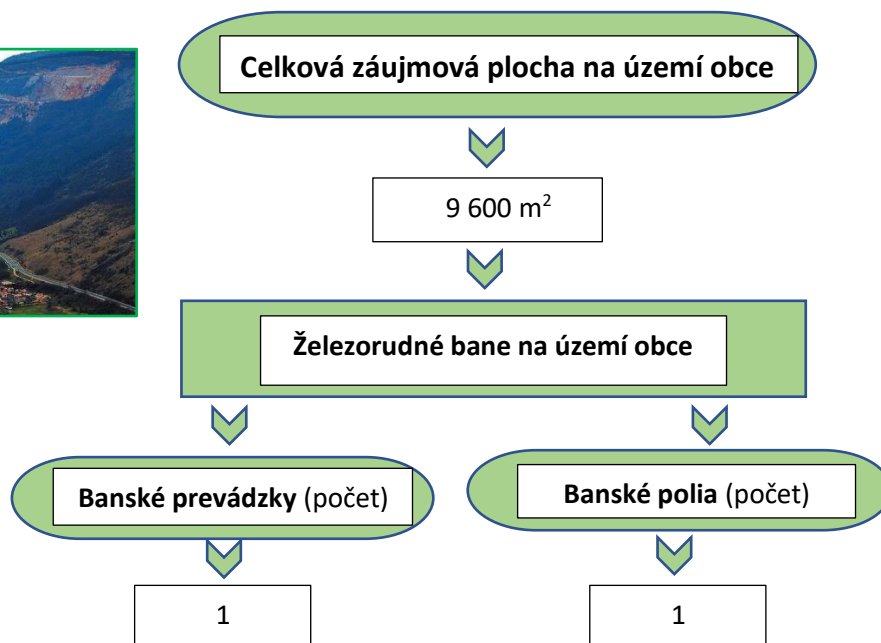 Celková záujmová plocha na území obce
9 600 m²
Železorudné bane na území obce
Banské prevádzky (počet)
Banské polia (počet)
1
1